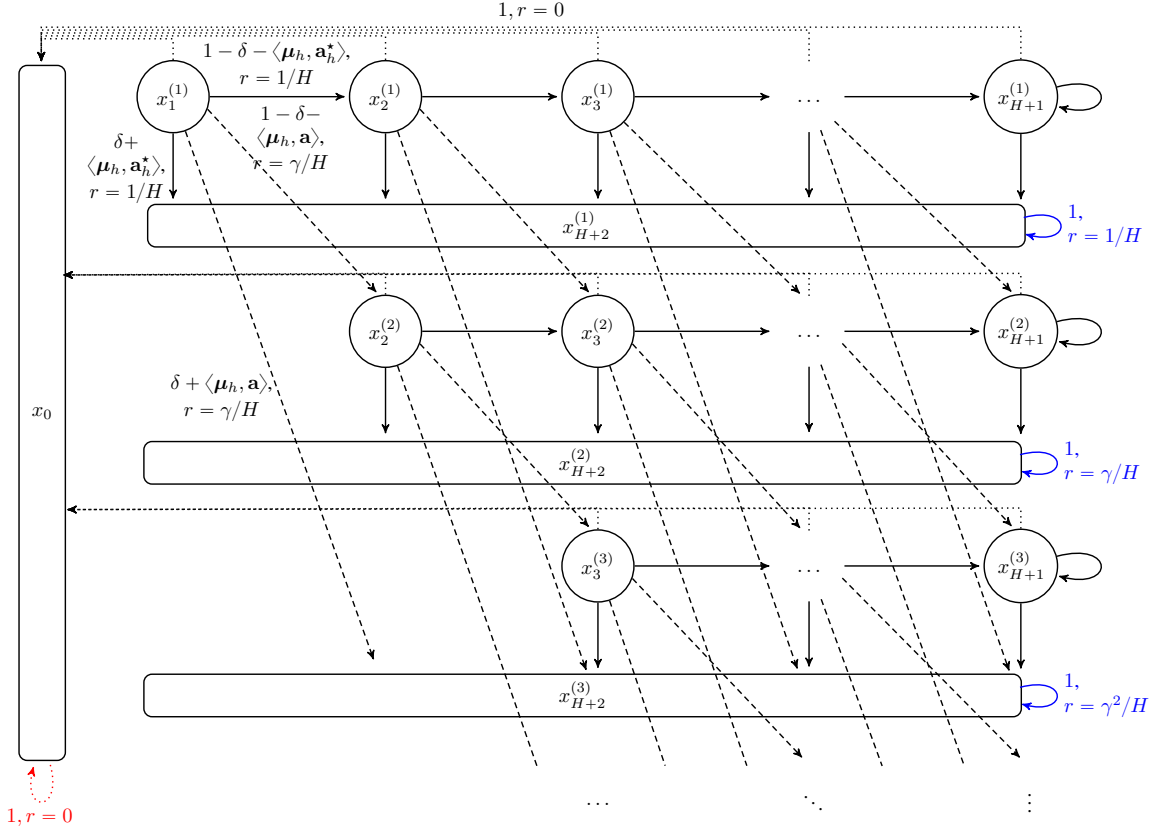 1, r = 0
1 − δ − ⟨μ_h, a_h^⋆⟩,
r = 1/H
x_1^{(1)}
x_2^{(1)}
x_3^{(1)}
...
x_{H+1}^{(1)}
1 − δ−
⟨μ_h, a⟩,
r = γ/H
δ+
⟨μ_h, a_h^⋆⟩,
r = 1/H
x_{H+2}^{(1)}
1,
r = 1/H
x_2^{(2)}
x_3^{(2)}
...
x_{H+1}^{(2)}
x_0
δ + ⟨μ_h, a⟩,
r = γ/H
x_{H+2}^{(2)}
1,
r = γ/H
x_3^{(3)}
...
x_{H+1}^{(3)}
x_{H+2}^{(3)}
1,
r = γ^2/H
1, r = 0
...
⋱
⋮